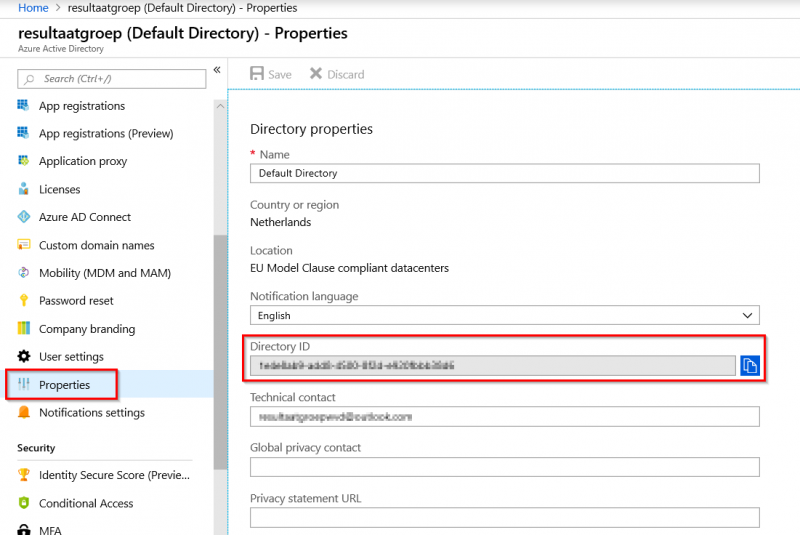 Home > resultaatgroep (Default Directory) - Properties
resultaatgroep (Default Directory) - Properties
Azure Active Directory
Search (Ctrl+/)
«
Save
Discard
App registrations
App registrations (Preview)
Application proxy
Licenses
Azure AD Connect
Custom domain names
Mobility (MDM and MAM)
Password reset
Company branding
User settings
Properties
Notifications settings
Security
Identity Secure Score (Previe...
Conditional Access
MFA
Directory properties
* Name
Default Directory
Country or region
Netherlands
Location
EU Model Clause compliant datacenters
Notification language
English
Directory ID
Technical contact
Global privacy contact
Privacy statement URL